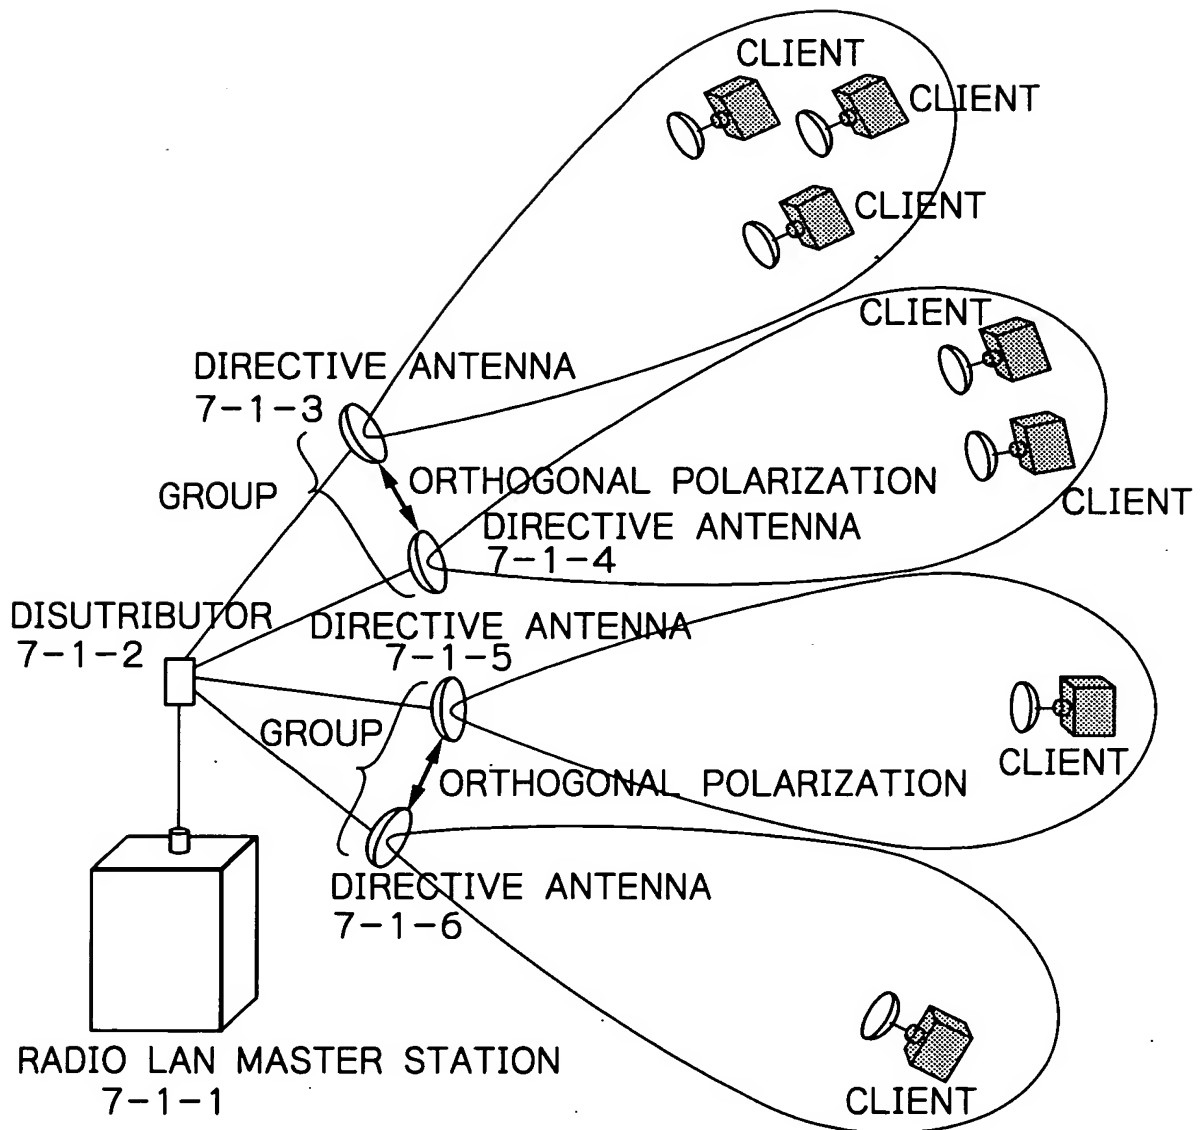 CLIENT
CLIENT
CLIENT
CLIENT
DIRECTIVE ANTENNA
7-1-3
ORTHOGONAL POLARIZATION
GROUP
CLIENT
DIRECTIVE ANTENNA
7-1-4
DISUTRIBUTOR
7-1-2
DIRECTIVE ANTENNA
7-1-5
GROUP
CLIENT
ORTHOGONAL POLARIZATION
DIRECTIVE ANTENNA
7-1-6
RADIO LAN MASTER STATION
7-1-1
CLIENT